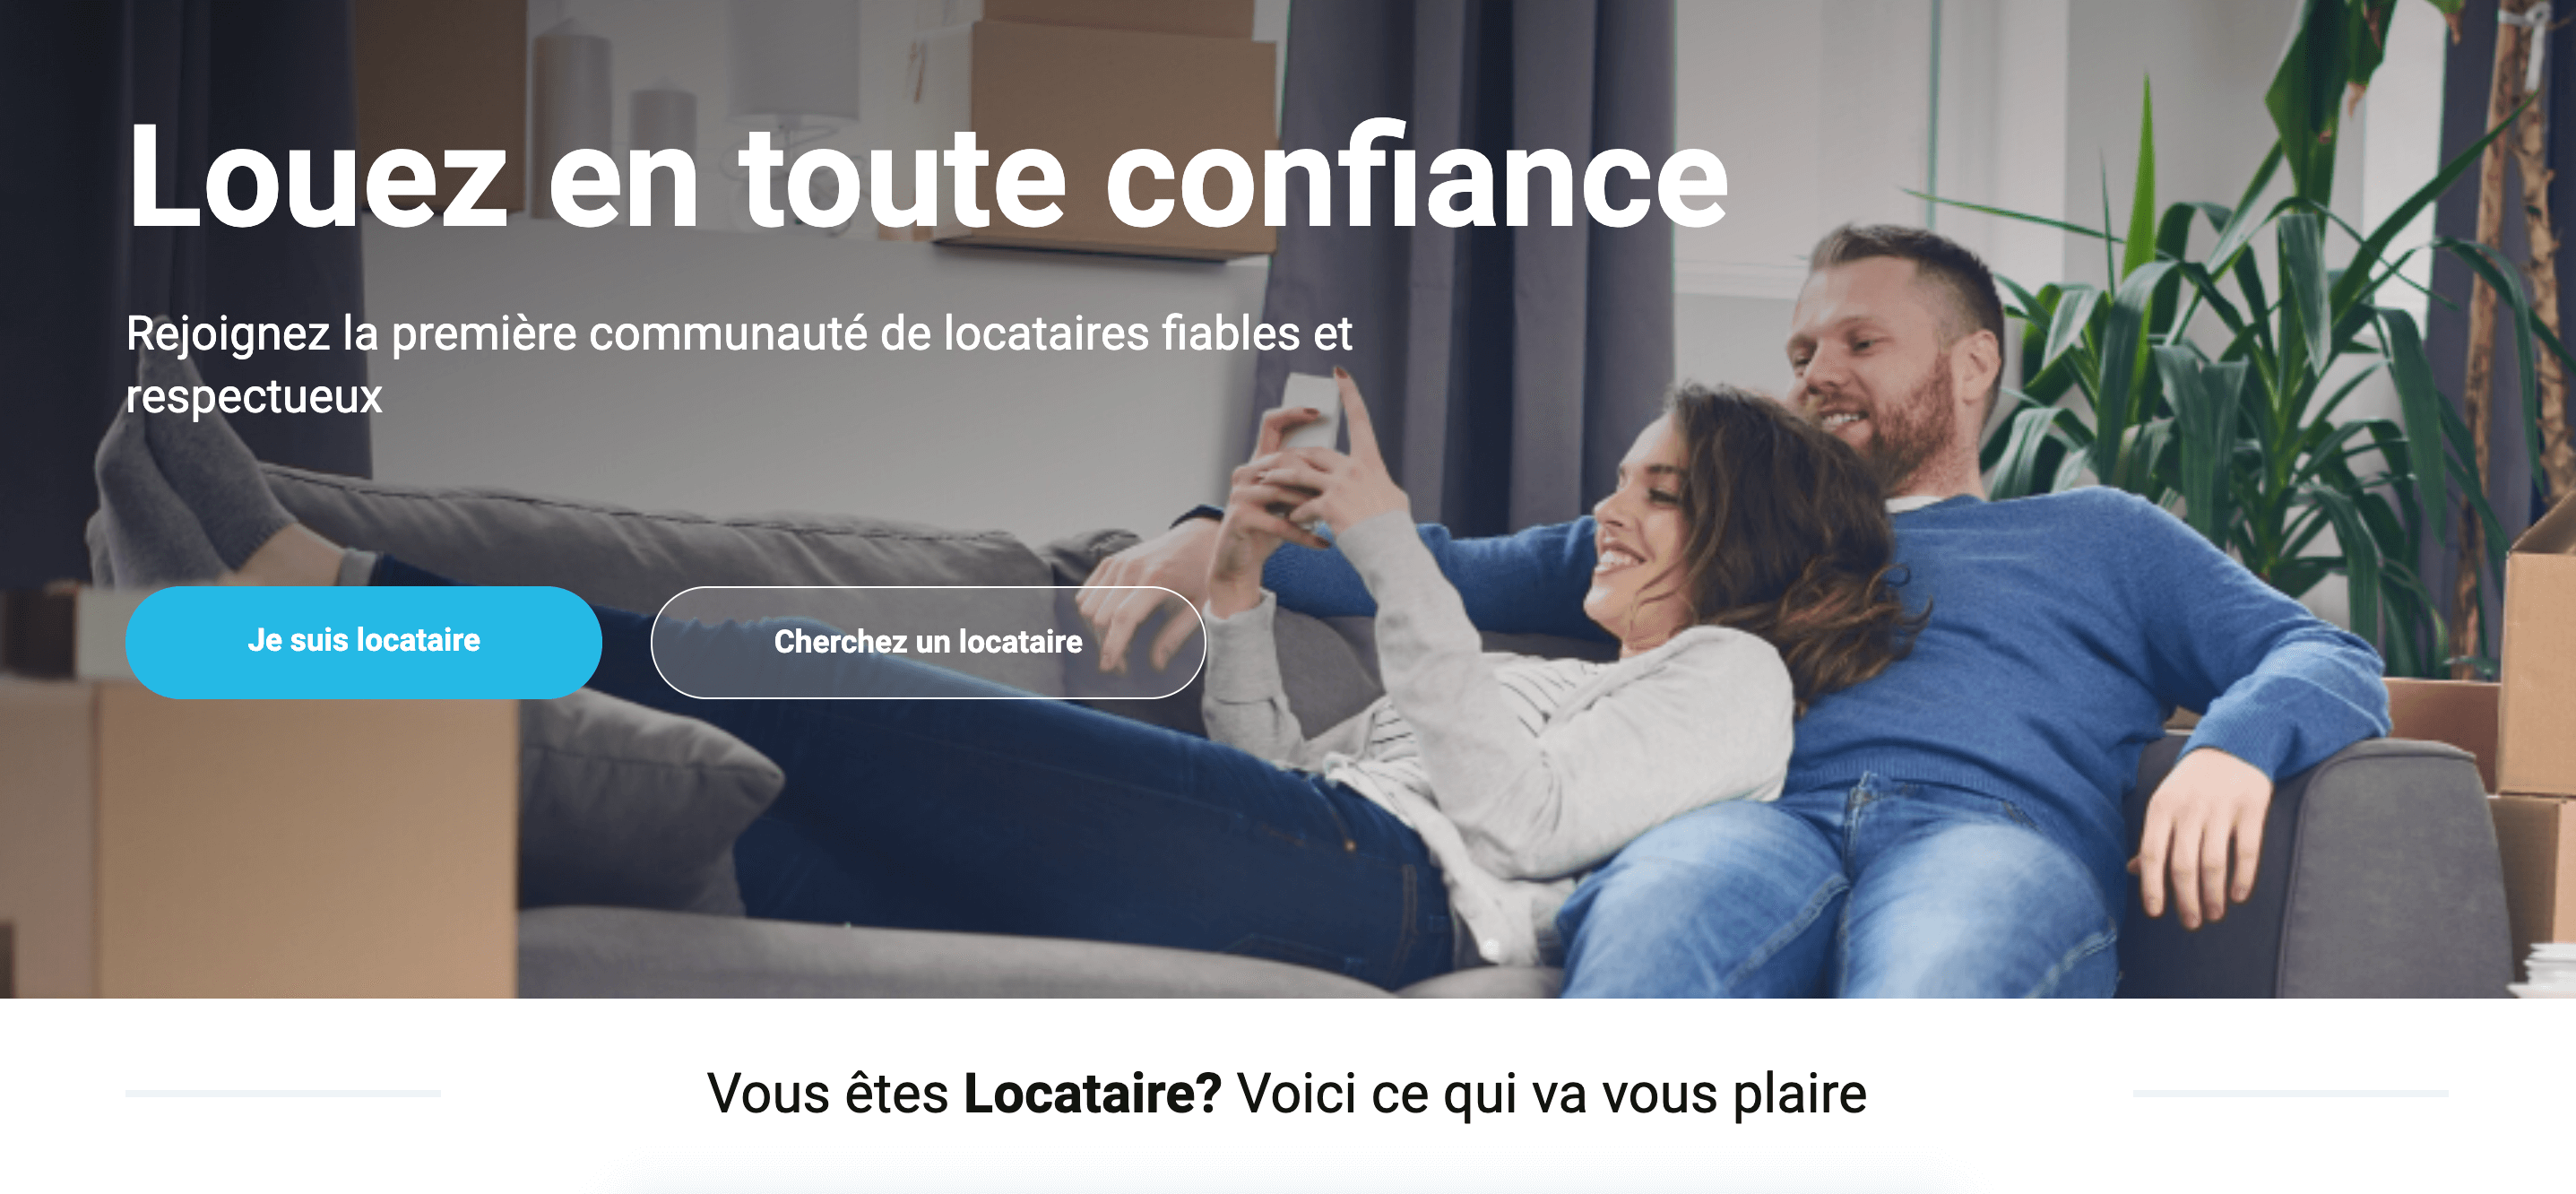 Louez en toute confiance
Rejoignez la première communauté de locataires fiables et
respectueux
Je suis locataire
Cherchez un locataire
Vous êtes Locataire? Voici ce qui va vous plaire